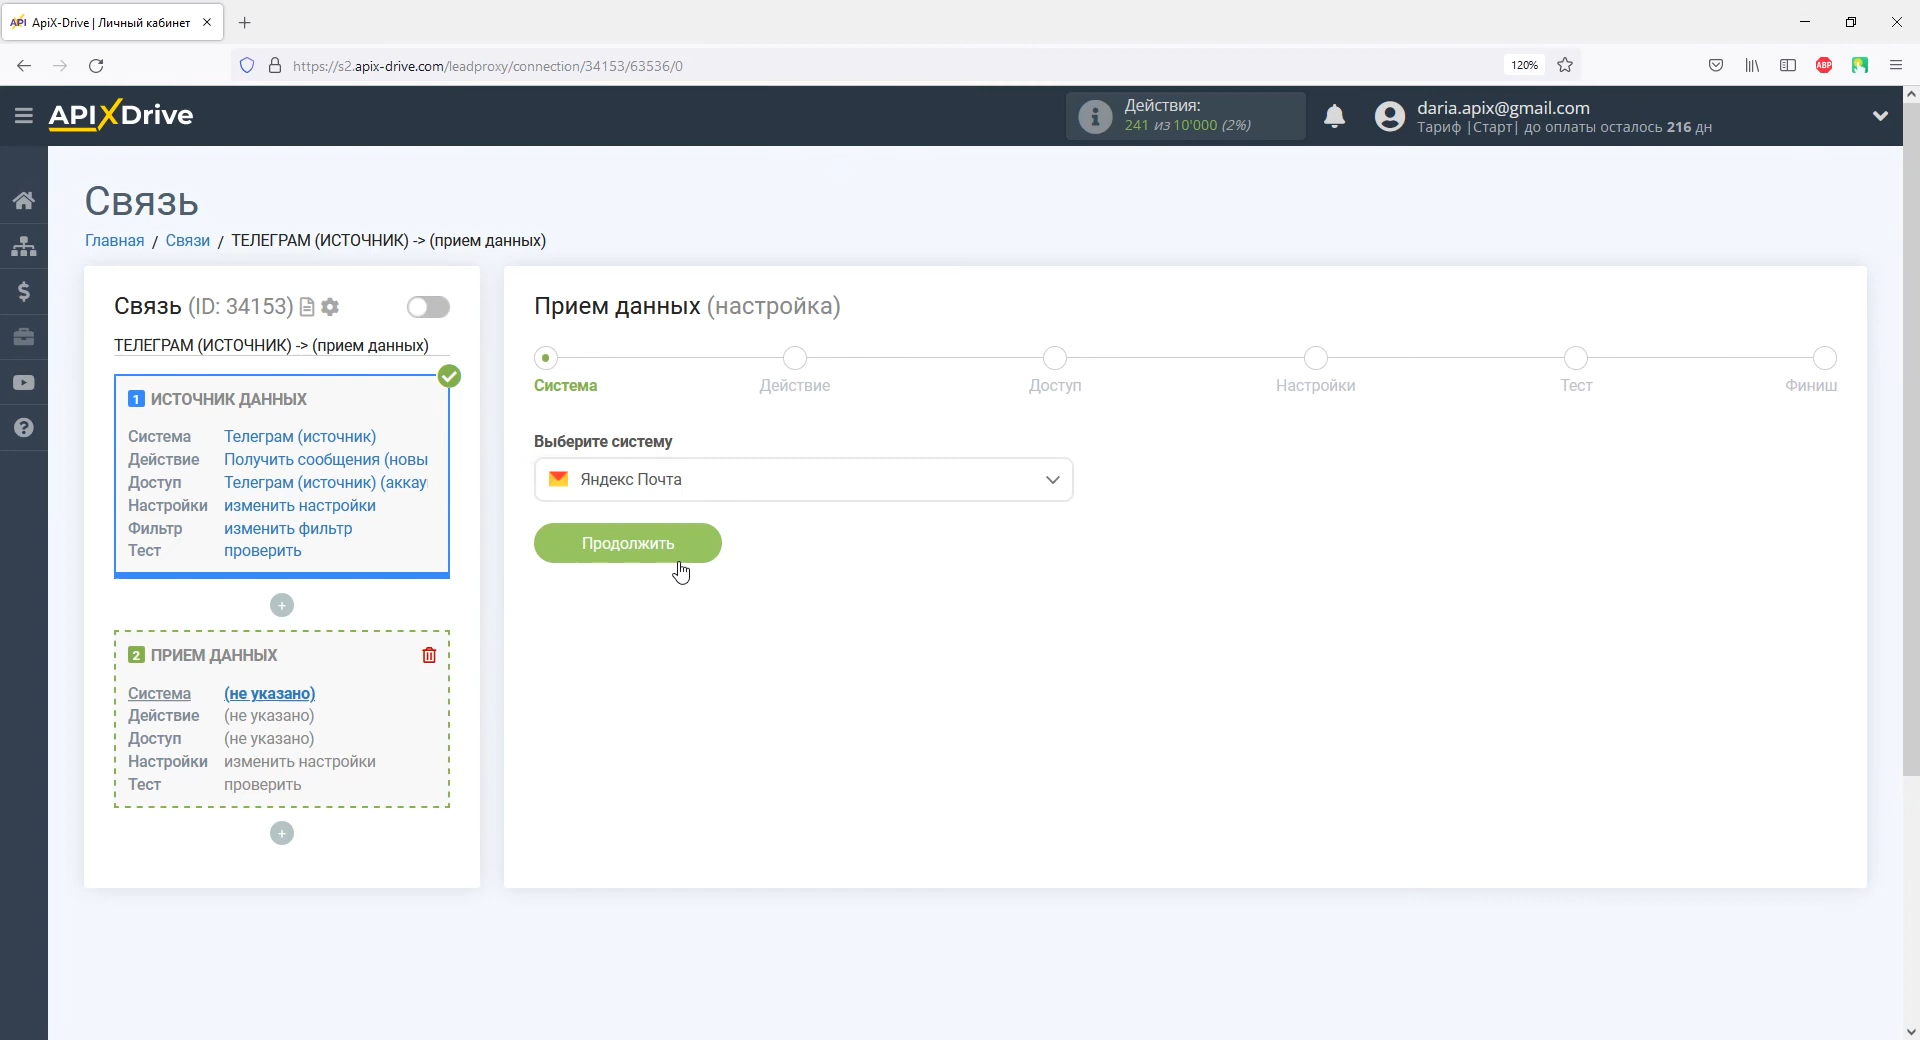 ApiX-Drive | Личный кабинет
https://s2.apix-drive.com/leadproxy/connection/34153/63536/0
120%
ABP
APIXDrive
Действия:
241 из 10'000 (2%)
daria.apix@gmail.com
Тариф |Старт| до оплаты осталось 216 дн
Связь
Главная / Связи / ТЕЛЕГРАМ (ИСТОЧНИК) -> (прием данных)
Связь (ID: 34153)
ТЕЛЕГРАМ (ИСТОЧНИК) -> (прием данных)
1 ИСТОЧНИК ДАННЫХ
Система Телеграм (источник)
Действие Получить сообщения (новы
Доступ Телеграм (источник) (аккау
Настройки изменить настройки
Фильтр изменить фильтр
Тест проверить
2 ПРИЕМ ДАННЫХ
Система (не указано)
Действие (не указано)
Доступ (не указано)
Настройки изменить настройки
Тест проверить
Прием данных (настройка)
Система Действие Доступ Настройки Тест Финиш
Выберите систему
Яндекс Почта
Продолжить